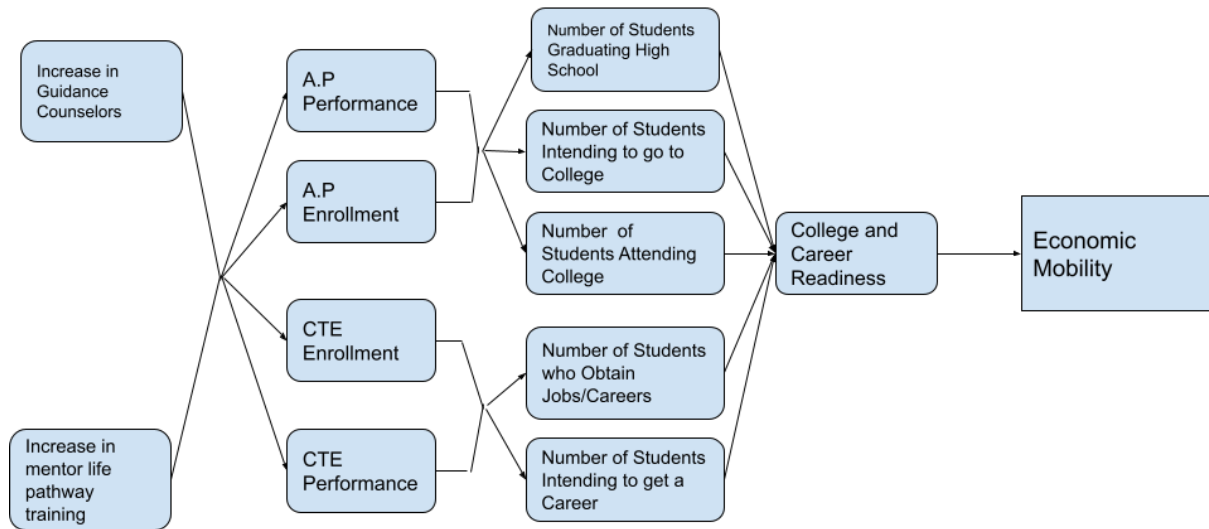 Increase in
Guidance
Counselors
Increase in
mentor life
pathway
training
A.P
Performance
A.P
Enrollment
CTE
Enrollment
CTE
Performance
Number of Students
Graduating High
School
Number of Students
Intending to go to
College
Number of
Students Attending
College
Number of Students
who Obtain
Jobs/Careers
Number of Students
Intending to get a
Career
College and
Career
Readiness
Economic
Mobility